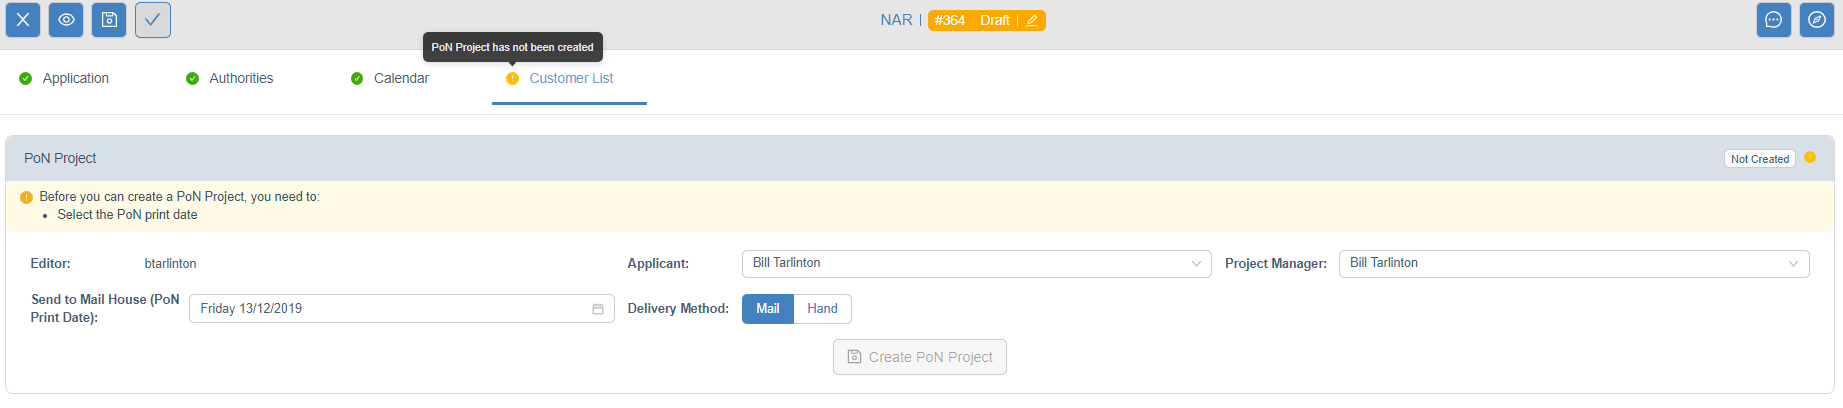 NAR | #364 Draft
PoN Project has not been created
Application Authorities Calendar Customer List
PoN Project Not Created
Before you can create a PoN Project, you need to:
• Select the PoN print date
Editor: btarlinton Applicant: Bill Tarlinton Project Manager: Bill Tarlinton
Send to Mail House (PoN
Print Date): Friday 13/12/2019 Delivery Method: Mail Hand
Create PoN Project